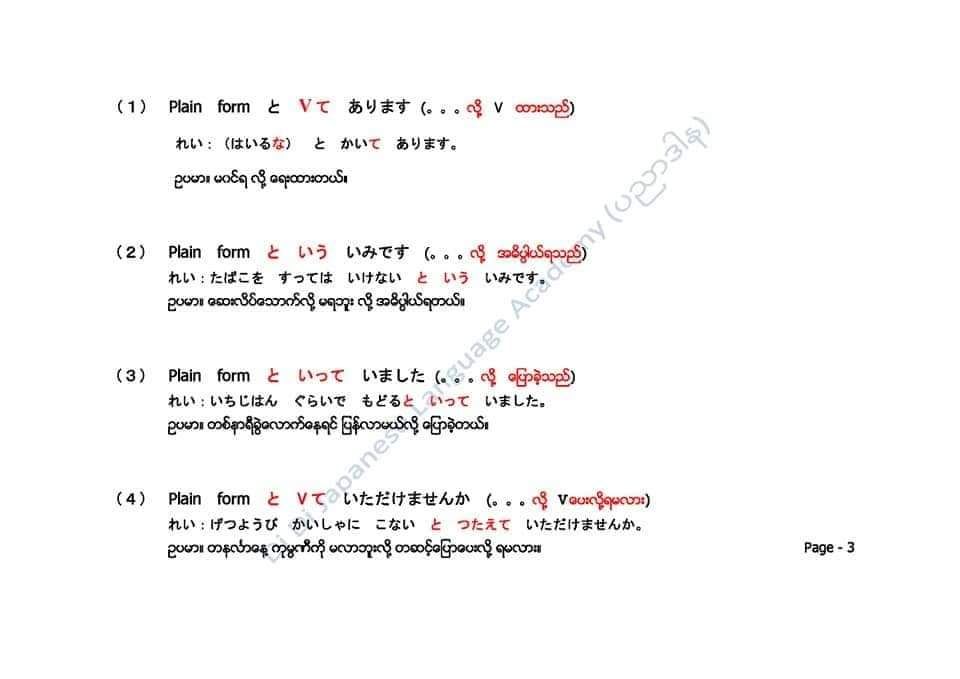 (1) Plain form と Vて あります (。。。လို့ V ထားသည်)
れい：（はいるな） と かいて あります。
ဥပမာ။ မဝင်ရ လို့ ရေးထားတယ်။
(2) Plain form と いう いみです (。。。လို့ အဓိပ္ပါယ်ရသည်)
れい：たばこを すっては いけない と いう いみです。
ဥပမာ။ ဆေးလိပ်သောက်လို့ မရဘူး လို့ အဓိပ္ပါယ်ရတယ်။
(3) Plain form と いって いました (。。。လို့ ပြောခဲ့သည်)
れい：いちじはん ぐらいで もどると いって いました。
ဥပမာ။ တစ်နာရီခွဲလောက်နေရင် ပြန်လာမယ်လို့ ပြောခဲ့တယ်။
(4) Plain form と Vて いただけませんか (。。。လို့ Vပေးလို့ရမလား)
れい：げつようび かいしゃに こない と つたえて いただけませんか。
ဥပမာ။ တနင်္လာနေ့ ကုမ္ပဏီကို မလာဘူးလို့ တဆင့်ပြောပေးလို့ ရမလား။
Page - 3
Di Di Japanese Language Academy (ပညာဒါန)